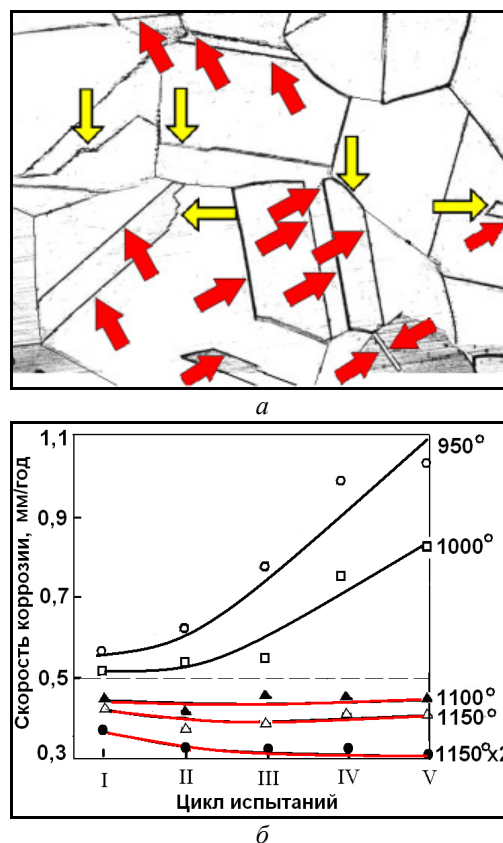 а
Скорость коррозии, мм/год
1,1
0,9
0,7
0,5
0,3
950°
1000°
1100°
1150°
1150°x2
I
II
III
IV
V
Цикл испытаний
б